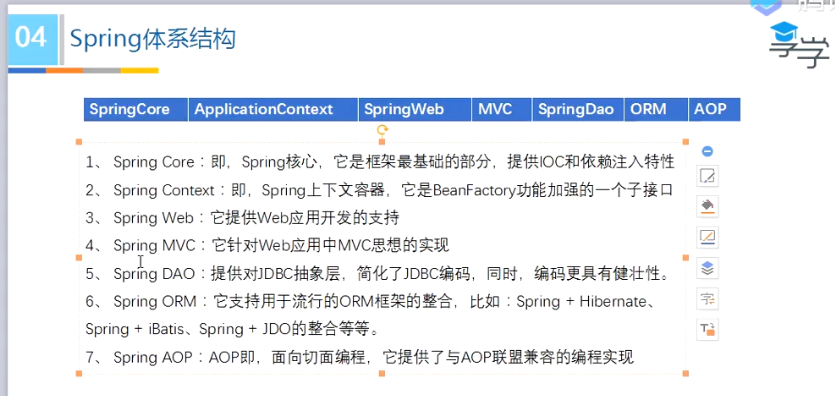 04 Spring体系结构
享学
SpringCore ApplicationContext SpringWeb MVC SpringDao ORM AOP
1、 Spring Core：即，Spring核心，它是框架最基础的部分，提供IOC和依赖注入特性
2、 Spring Context：即，Spring上下文容器，它是BeanFactory功能加强的一个子接口
3、 Spring Web：它提供Web应用开发的支持
4、 Spring MVC：它针对Web应用中MVC思想的实现
5、 Spring DAO：提供对JDBC抽象层，简化了JDBC编码，同时，编码更具有健壮性。
6、 Spring ORM：它支持用于流行的ORM框架的整合，比如：Spring + Hibernate、
Spring + iBatis、Spring + JDO的整合等等。
7、 Spring AOP：AOP即，面向切面编程，它提供了与AOP联盟兼容的编程实现